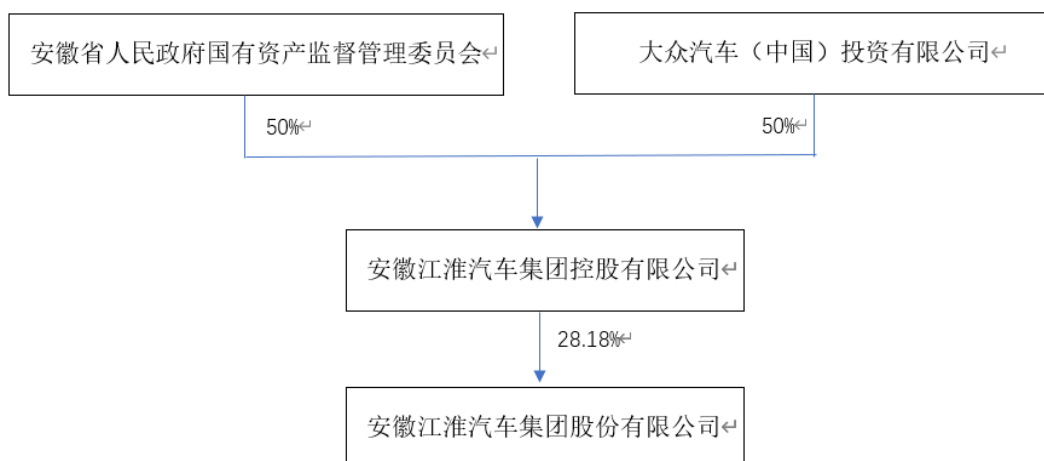 安徽省人民政府国有资产监督管理委员会
大众汽车（中国）投资有限公司
50%
50%
安徽江淮汽车集团控股有限公司
28.18%
安徽江淮汽车集团股份有限公司